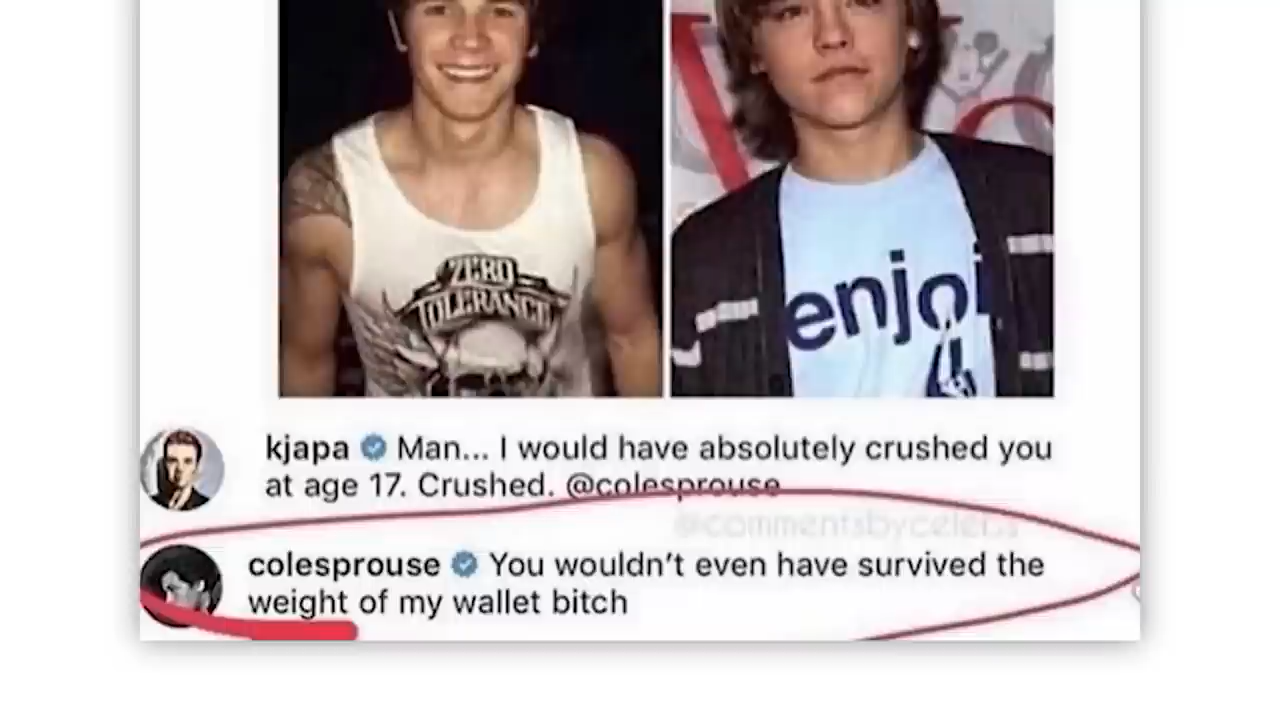 ZERO
TOLERANCE
enjoi
kjapa Man... I would have absolutely crushed you
at age 17. Crushed. @colesprouse
@commentsbycelebs
colesprouse You wouldn't even have survived the
weight of my wallet bitch